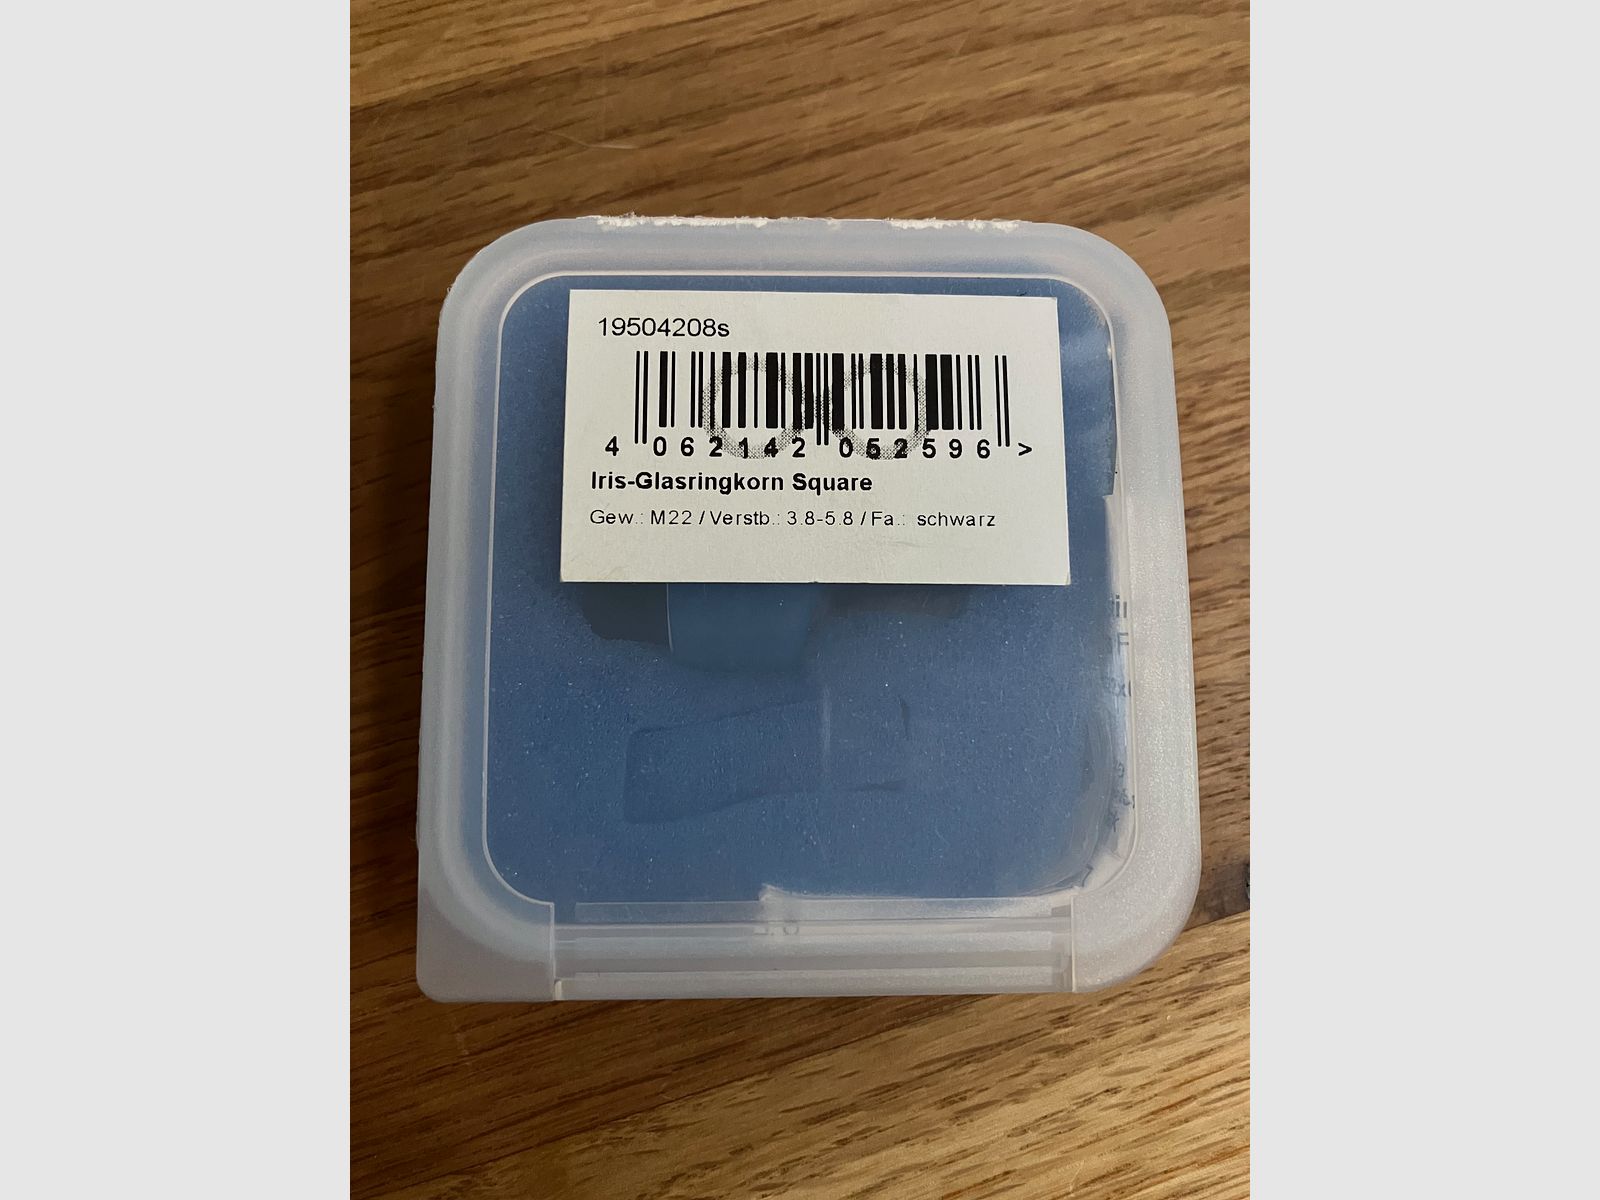 19504208s
4 062142 052596 >
Iris-Glasringkorn Square
Gew.: M22 / Verstb.: 3.8-5.8 / Fa.: schwarz